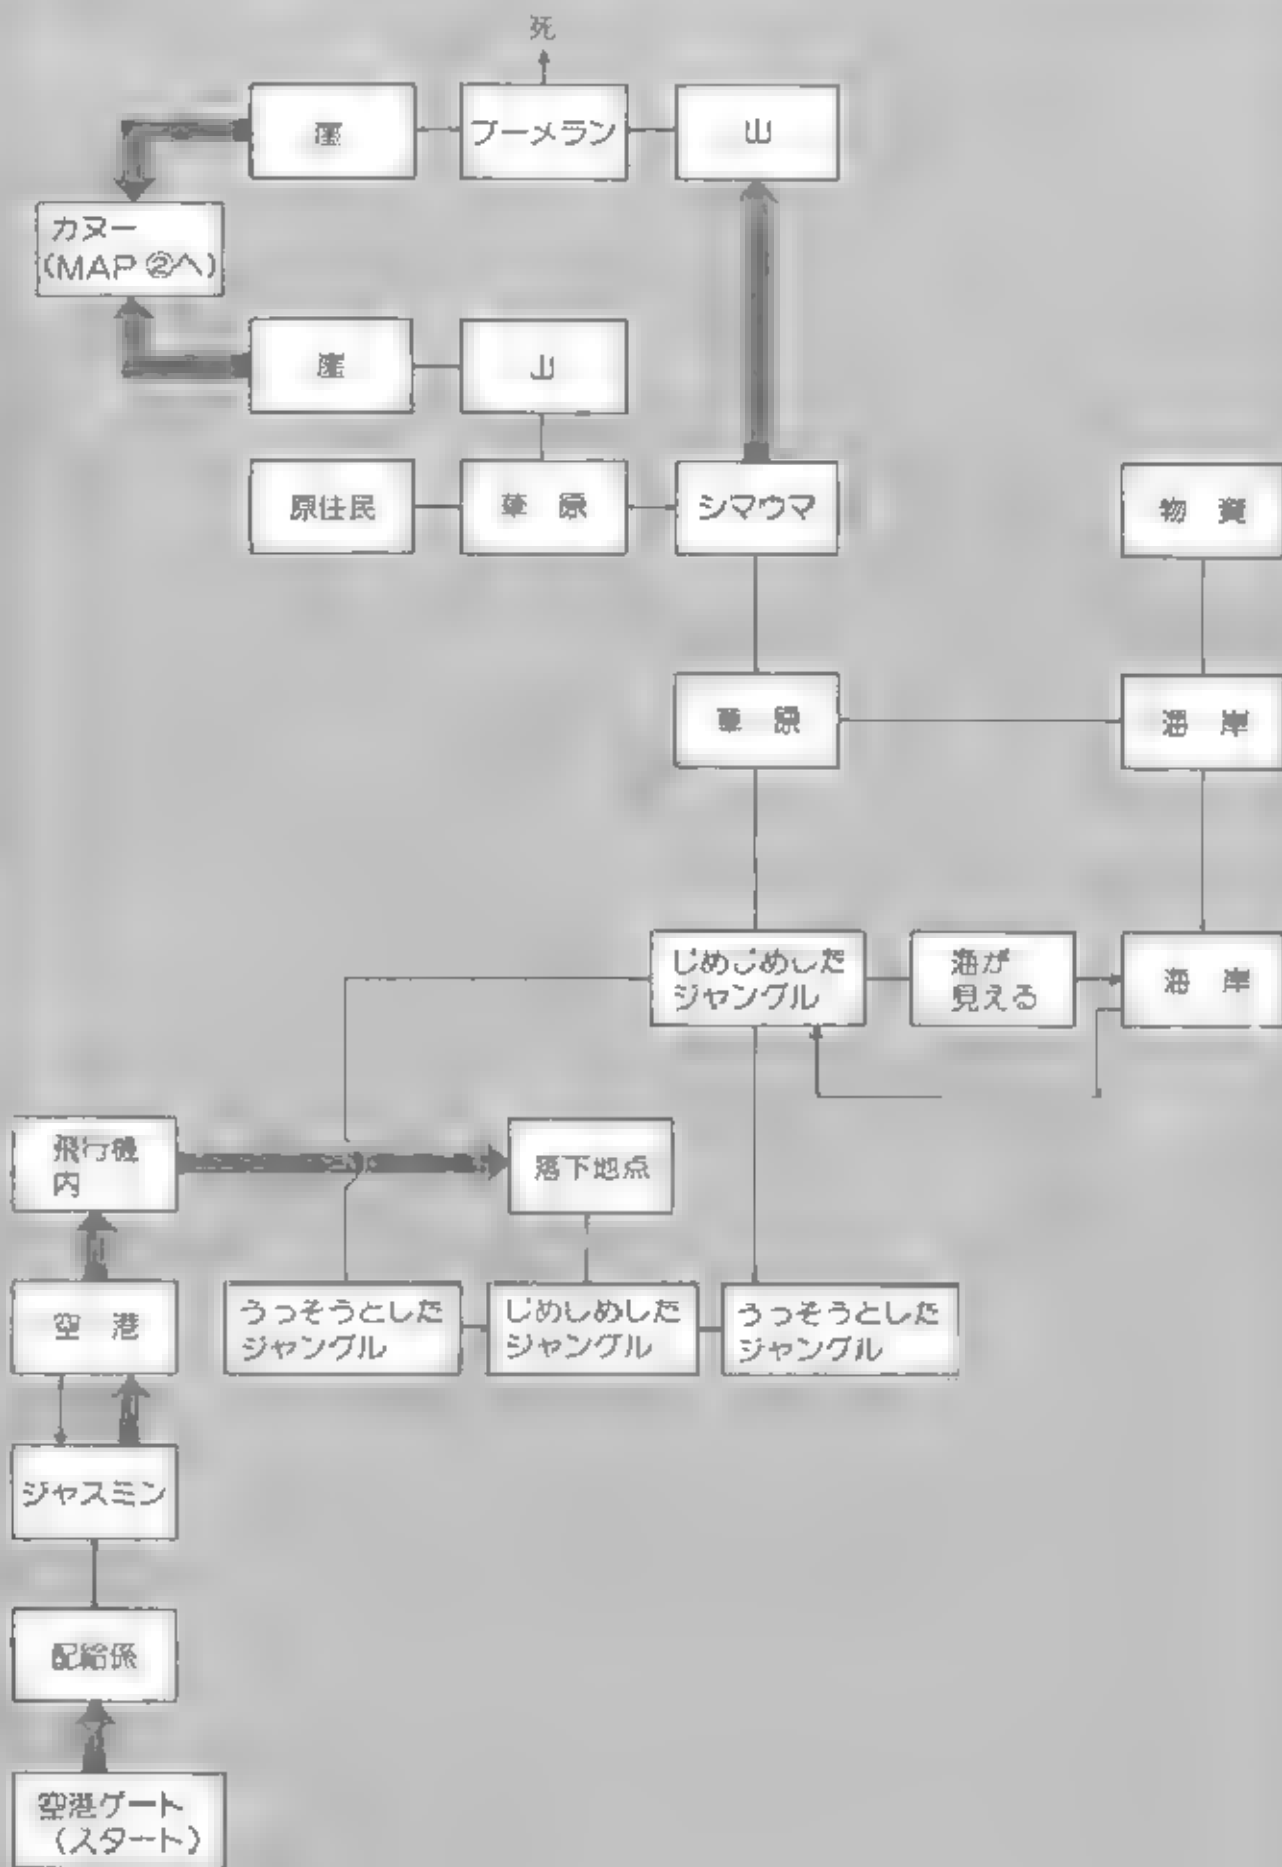 死
崖
ブーメラン
山
カヌー
(MAP ②へ)
崖
山
原住民
草 原
シマウマ
物 資
草 原
海 岸
じめじめした
ジャングル
海が
見える
海 岸
飛行機
内
落下地点
空 港
うっそうとした
ジャングル
じめじめした
ジャングル
うっそうとした
ジャングル
ジャスミン
配給係
空港ゲート
(スタート)